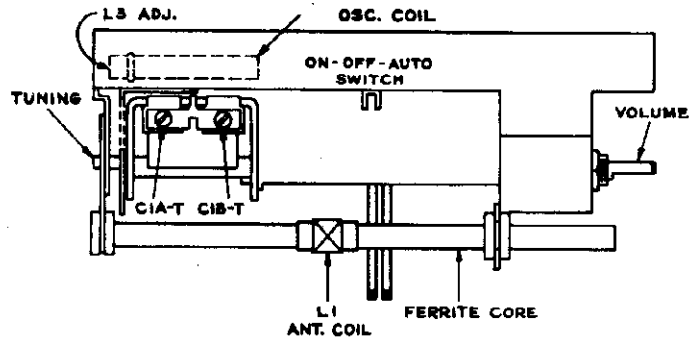 L3 ADJ.
OSC. COIL
ON-OFF-AUTO
SWITCH
TUNING
VOLUME
C1A-T
C1B-T
L1
ANT. COIL
FERRITE CORE